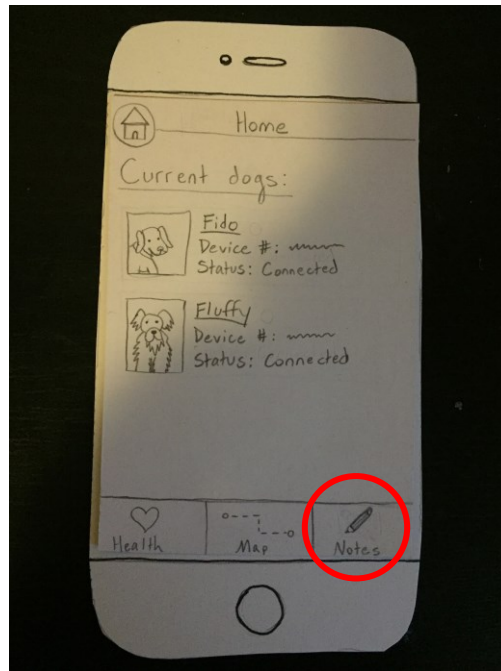 Home
Current dogs:
Fido
Device #:
Status: Connected
Fluffy
Device #:
Status: Connected
Health
Map
Notes